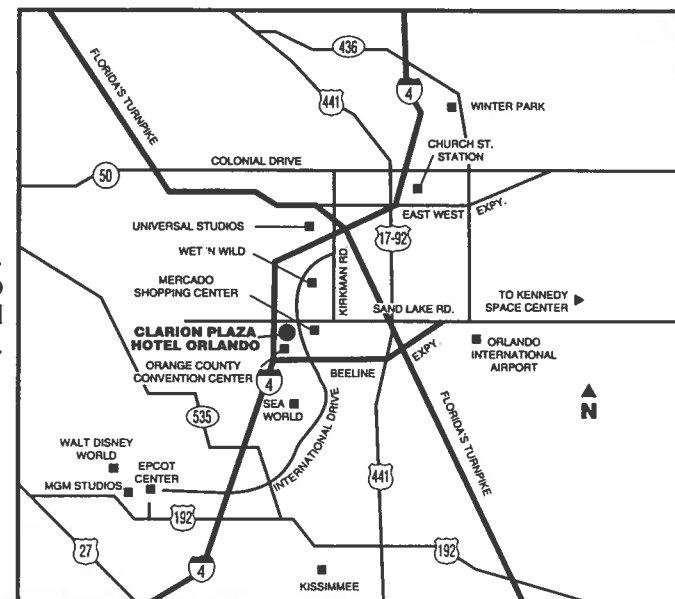 436
FLORIDA'S TURNPIKE
441
4
WINTER PARK
CHURCH ST.
STATION
COLONIAL DRIVE
50
EAST WEST EXPY.
UNIVERSAL STUDIOS
17-92
WET 'N WILD
KIRKMAN RD.
MERCADO
SHOPPING CENTER
TO KENNEDY
SPACE CENTER
SAND LAKE RD.
CLARION PLAZA
HOTEL ORLANDO
ORLANDO
INTERNATIONAL
AIRPORT
ORANGE COUNTY
CONVENTION CENTER
BEELINE EXPY.
4
SEA
WORLD
N
535
INTERNATIONAL DRIVE
FLORIDA'S TURNPIKE
WALT DISNEY
WORLD
EPCOT
CENTER
MGM STUDIOS
441
192
27
192
4
KISSIMMEE